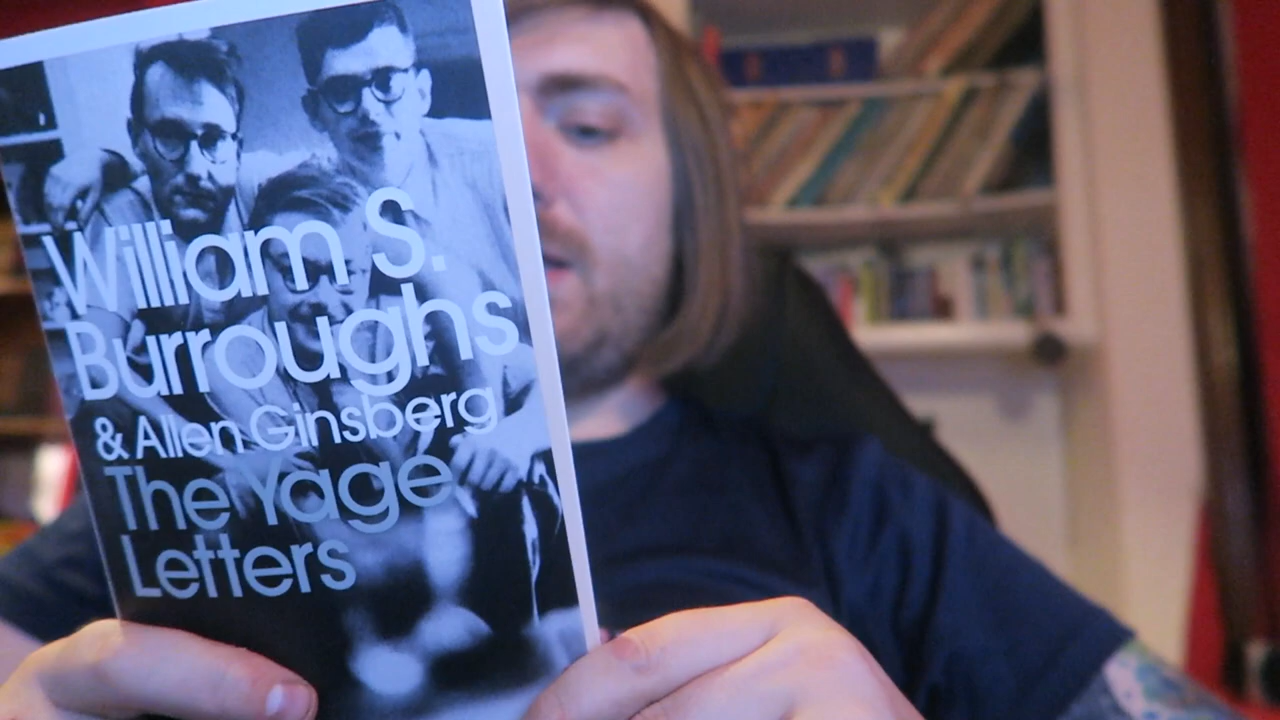 William S.
Burroughs
& Allen Ginsberg
The Yage
Letters